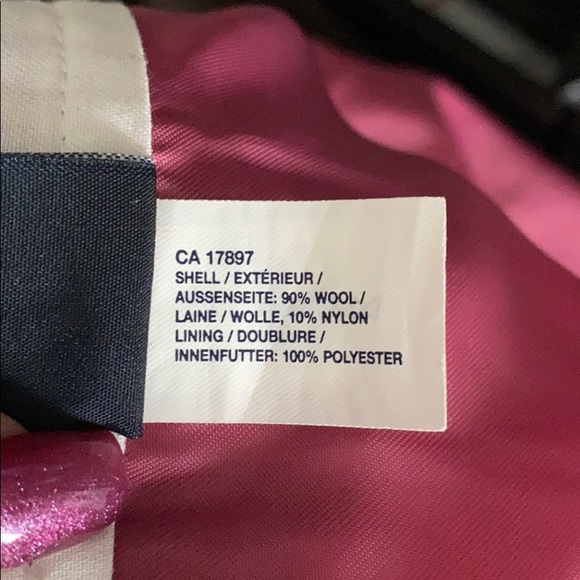 CA 17897
SHELL / EXTÉRIEUR /
AUSSENSEITE: 90% WOOL /
LAINE / WOLLE, 10% NYLON
LINING / DOUBLURE /
INNENFUTTER: 100% POLYESTER